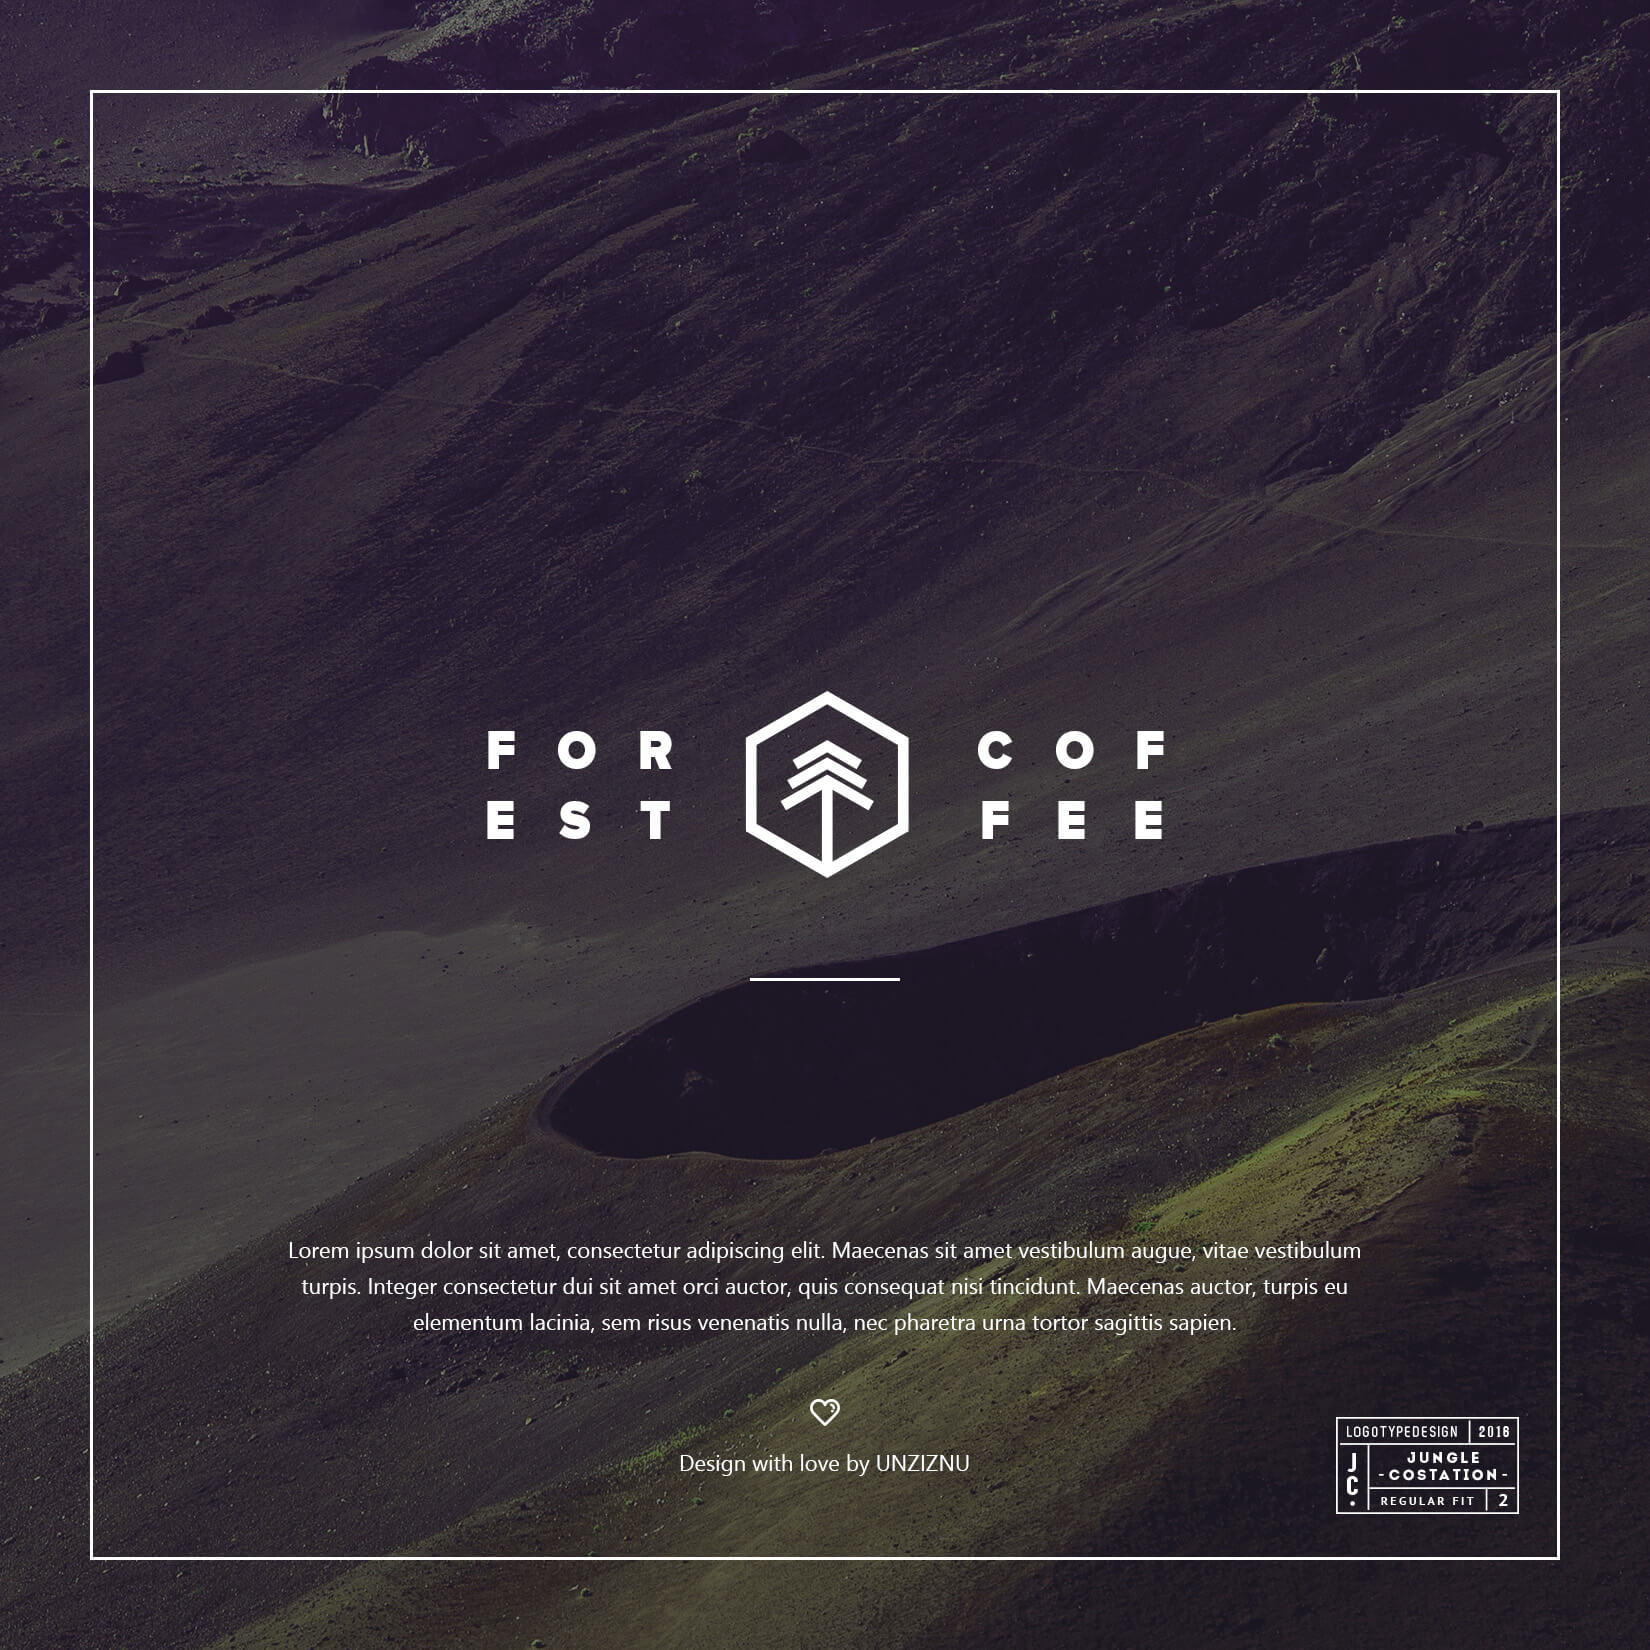 FOR COF
EST FEE
Lorem ipsum dolor sit amet, consectetur adipiscing elit. Maecenas sit amet vestibulum augue, vitae vestibulum
turpis. Integer consectetur dui sit amet orci auctor, quis consequat nisi tincidunt. Maecenas auctor, turpis eu
elementum lacinia, sem risus venenatis nulla, nec pharetra urna tortor sagittis sapien.
Design with love by UNZIZNU
LOGOTYPEDESIGN 2016
JC.
JUNGLE
-COSTATION-
REGULAR FIT 2